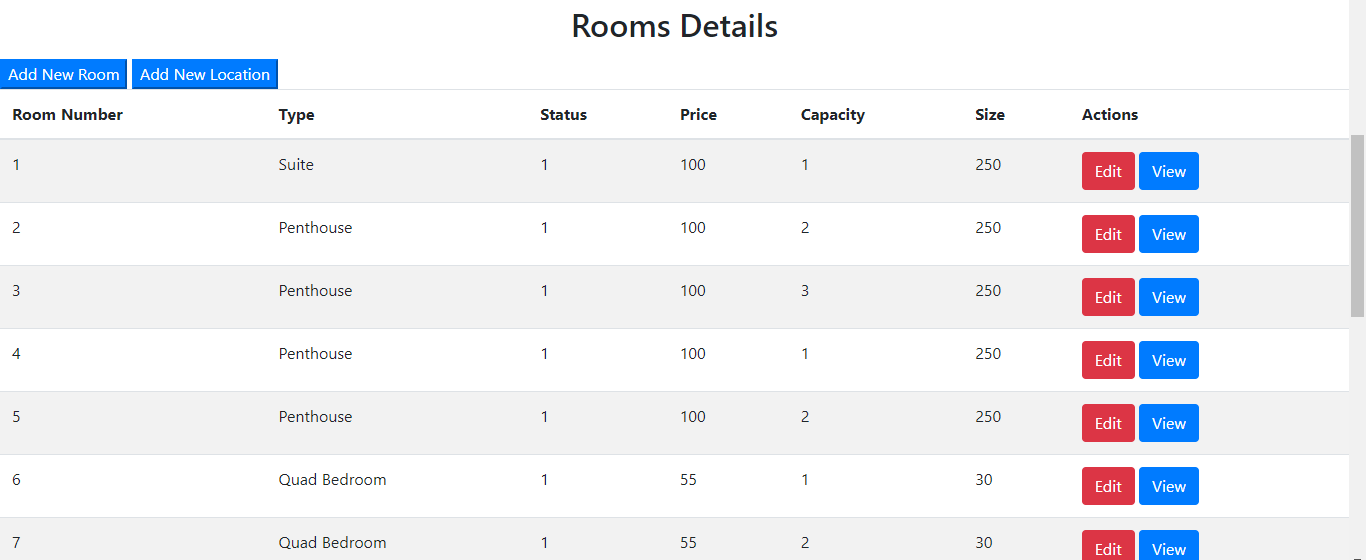 Rooms Details
Add New Room Add New Location
Room Number Type Status Price Capacity Size Actions
1 Suite 1 100 1 250 Edit View
2 Penthouse 1 100 2 250 Edit View
3 Penthouse 1 100 3 250 Edit View
4 Penthouse 1 100 1 250 Edit View
5 Penthouse 1 100 2 250 Edit View
6 Quad Bedroom 1 55 1 30 Edit View
7 Quad Bedroom 1 55 2 30 Edit View